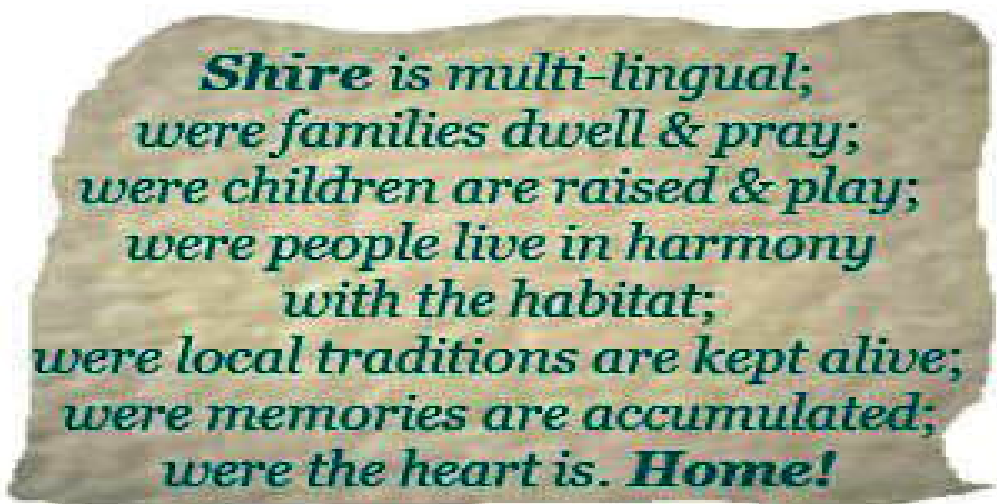 Shire is multi-lingual;
were families dwell & pray;
were children are raised & play;
were people live in harmony
with the habitat;
were local traditions are kept alive;
were memories are accumulated;
were the heart is. Home!